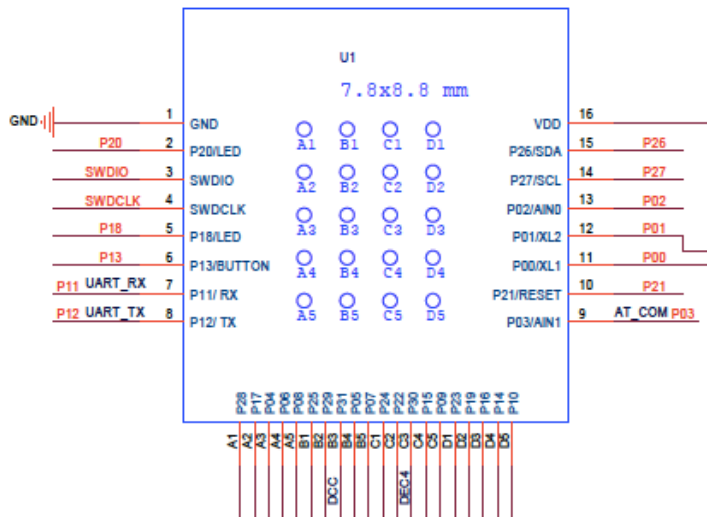 U1
7.8x8.8 mm
GND 1 GND VDD 16
P20 2 P20/LED A1 B1 C1 D1 P26/SDA 15 P26
SWDIO 3 SWDIO A2 B2 C2 D2 P27/SCL 14 P27
SWDCLK 4 SWDCLK P02/AIN0 13 P02
P18 5 P18/LED A3 B3 C3 D3 P01/XL2 12 P01
P13 6 P13/BUTTON A4 B4 C4 D4 P00/XL1 11 P00
P11 UART_RX 7 P11/ RX P21/RESET 10 P21
P12 UART_TX 8 P12/ TX A5 B5 C5 D5 P03/AIN1 9 AT_COM P03
P28 P17 P04 P06 P08 P25 P29 P31 P05 P07 P24 P22 P30 P15 P09 P23 P19 P16 P14 P10
A1 A2 A3 A4 A5 B1 B2 B3 B4 B5 C1 C2 C3 C4 C5 D1 D2 D3 D4 D5
DCC DEC4